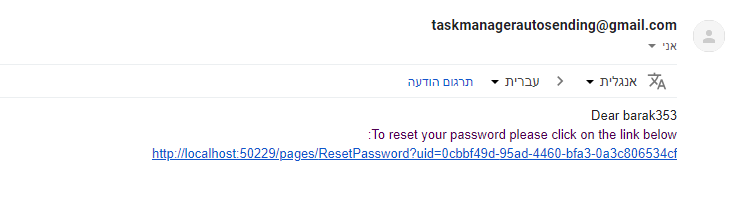 taskmanagerautosending@gmail.com
אני
אנגלית עברית תרגום הודעה
Dear barak353
To reset your password please click on the link below:
http://localhost:50229/pages/ResetPassword?uid=0cbbf49d-95ad-4460-bfa3-0a3c806534cf